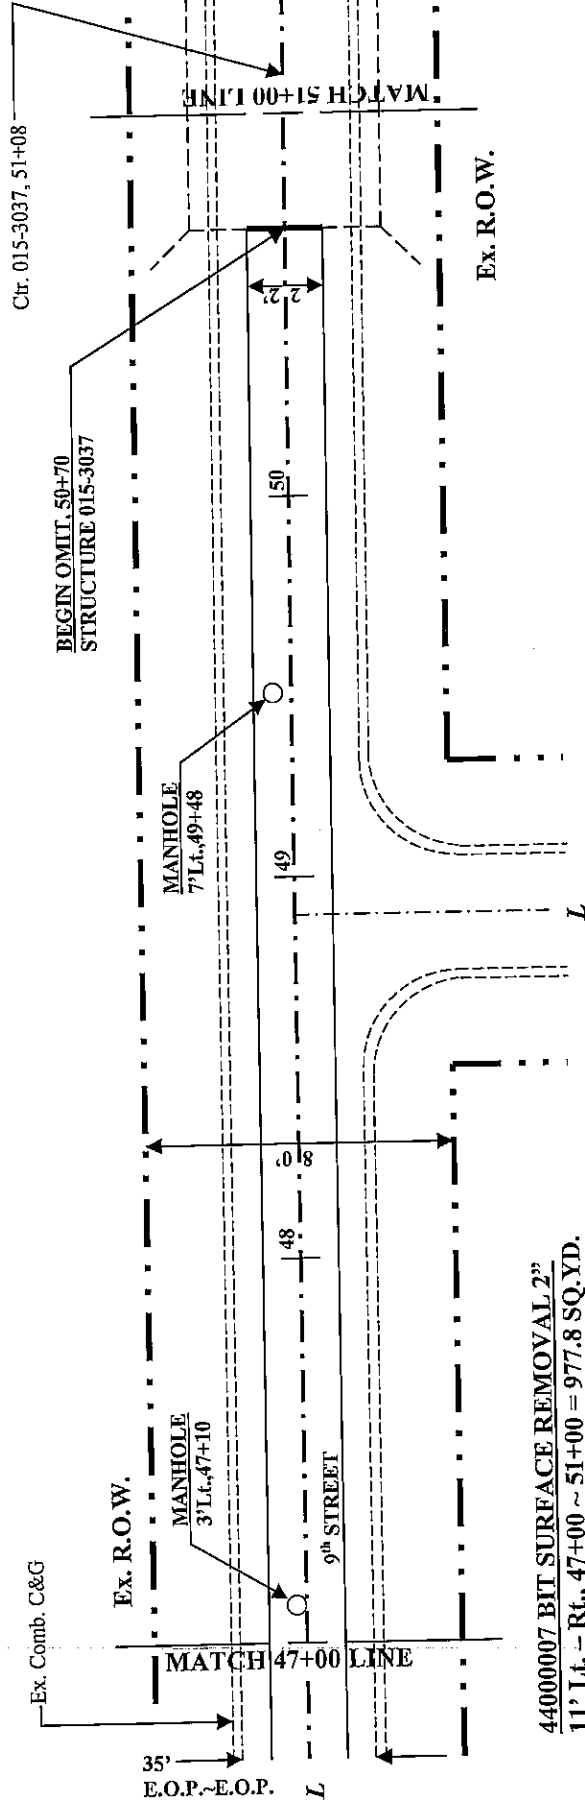 Ctr. 015-3037, 51+08
MATCH 51+00 LINE
Ex. R.O.W.
BEGIN OMIT, 50+70
STRUCTURE 015-3037
2 2'
50
MANHOLE
7'Lt.,49+48
49
L
8 0'
48
MANHOLE
3'Lt.,47+10
9th STREET
Ex. R.O.W.
Ex. Comb. C&G
MATCH 47+00 LINE
35'
E.O.P.~E.O.P.
L
44000007 BIT SURFACE REMOVAL 2"
11' Lt. – Rt., 47+00 ~ 51+00 = 977.8 SQ.YD.